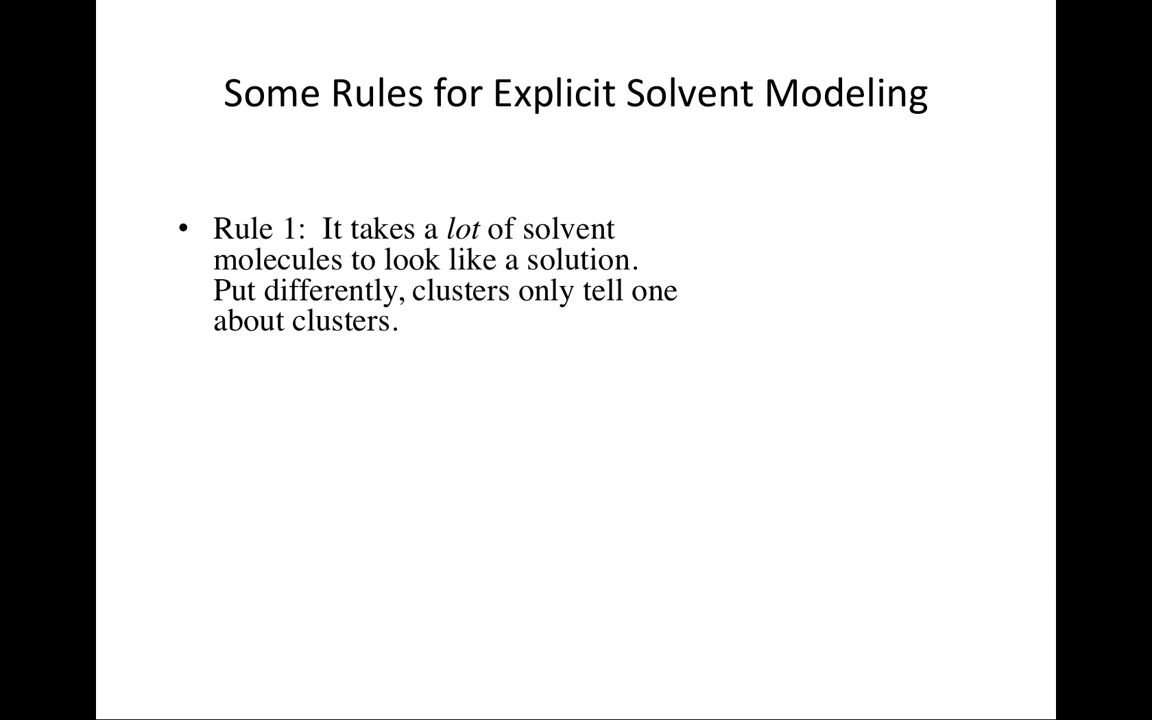 Some Rules for Explicit Solvent Modeling
• Rule 1: It takes a lot of solvent
molecules to look like a solution.
Put differently, clusters only tell one
about clusters.